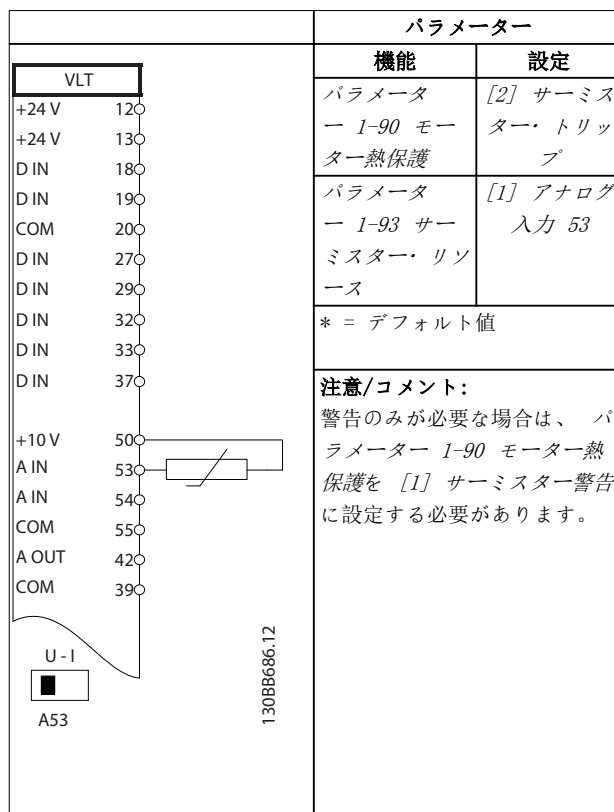 VLT
+24 V 12
+24 V 13
D IN 18
D IN 19
COM 20
D IN 27
D IN 29
D IN 32
D IN 33
D IN 37
+10 V 50
A IN 53
A IN 54
COM 55
A OUT 42
COM 39
U - I
A53
130BB686.12
パラメーター
機能 設定
パラメータ
ー 1-90 モー
ター熱保護
[2] サーミス
ター・ トリッ
プ
パラメータ
ー 1-93 サー
ミスター・ リソ
ース
[1] アナログ
入力 53
* = デフォルト値
注意/コメント:
警告のみが必要な場合は、 パ
ラメーター 1-90 モーター熱
保護を [1] サーミスター警告
に設定する必要があります。